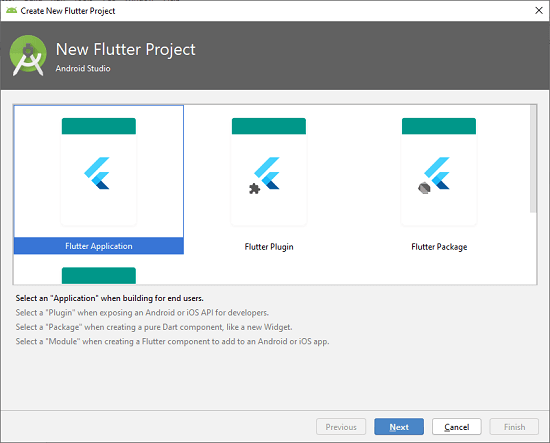 Create New Flutter Project
New Flutter Project
Android Studio
Flutter Application
Flutter Plugin
Flutter Package
Select an "Application" when building for end users.
Select a "Plugin" when exposing an Android or iOS API for developers.
Select a "Package" when creating a pure Dart component, like a new Widget.
Select a "Module" when creating a Flutter component to add to an Android or iOS app.
Previous Next Cancel Finish